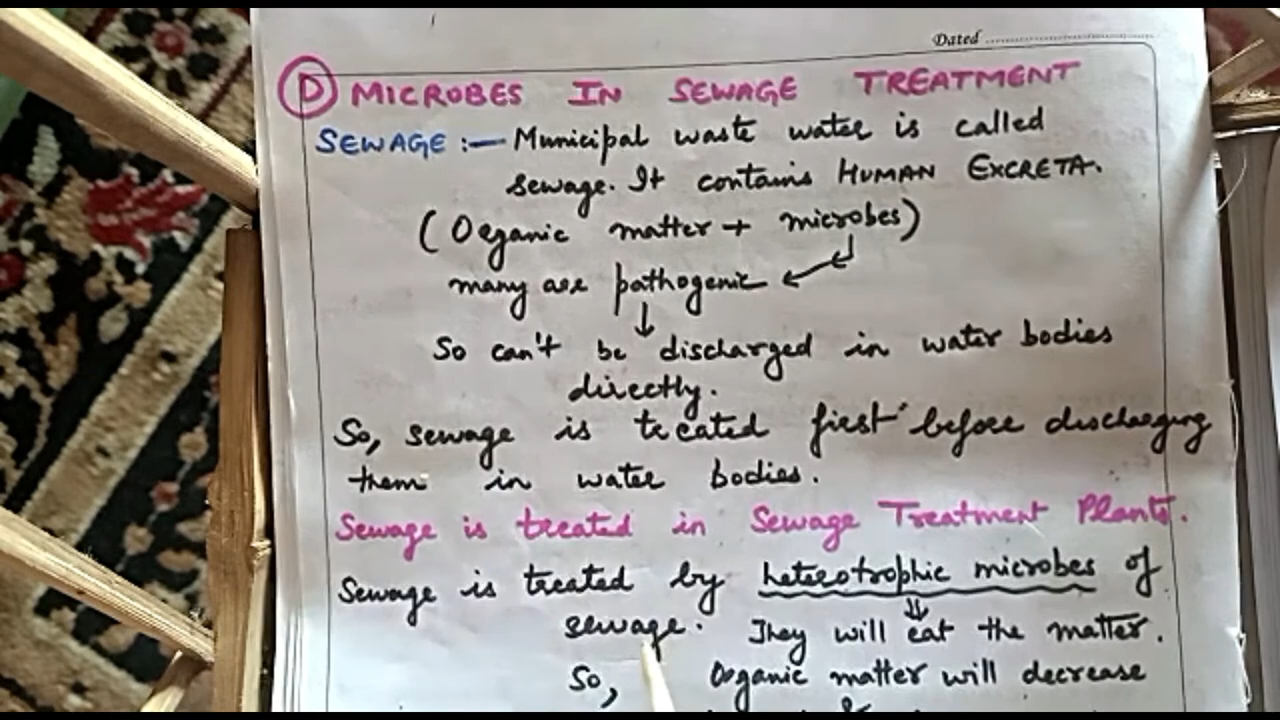 Dated
D MICROBES IN SEWAGE TREATMENT
SEWAGE :— Municipal waste water is called
sewage. It contains HUMAN EXCRETA.
(Organic matter + microbes)
many are pathogenic
So can't be discharged in water bodies
directly.
So, sewage is treated first before discharging
them in water bodies.
Sewage is treated in Sewage Treatment Plants.
Sewage is treated by heterotrophic microbes of
sewage. They will eat the matter.
So, Organic matter will decrease